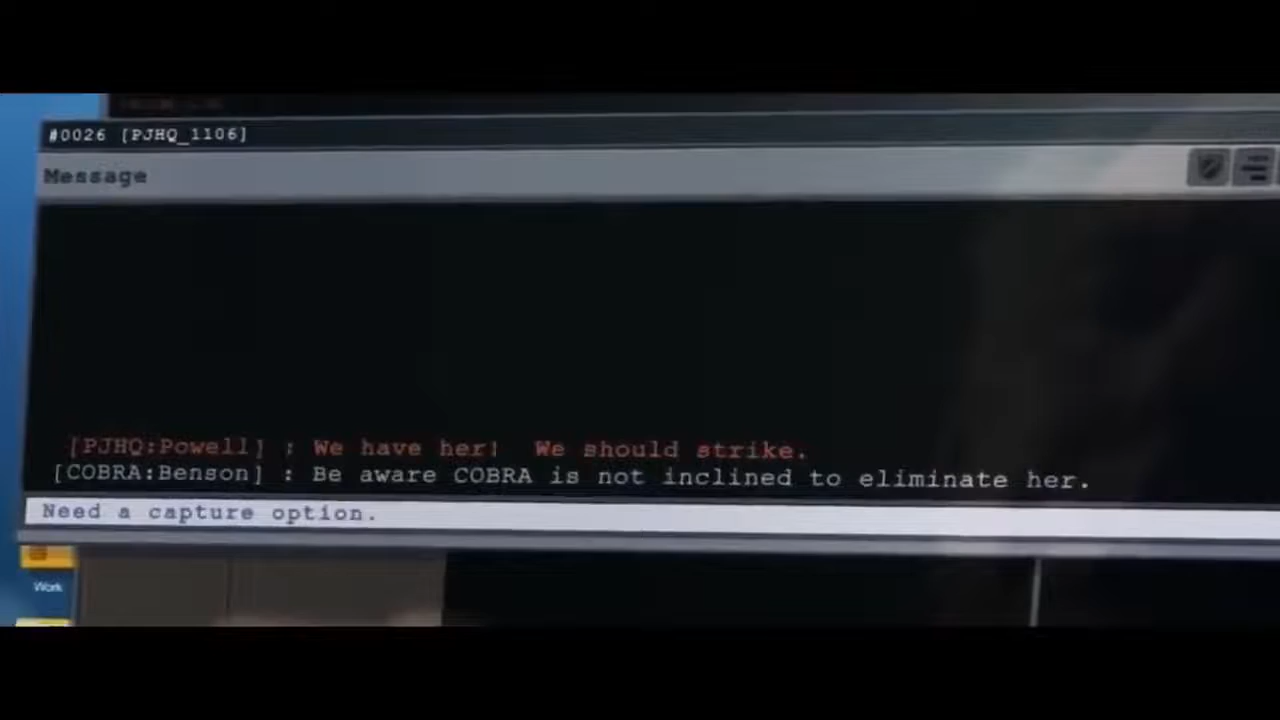 #0026 [PJHQ_1106]
Message
[PJHQ:Powell] : We have her! We should strike.
[COBRA:Benson] : Be aware COBRA is not inclined to eliminate her.
Need a capture option.
Work